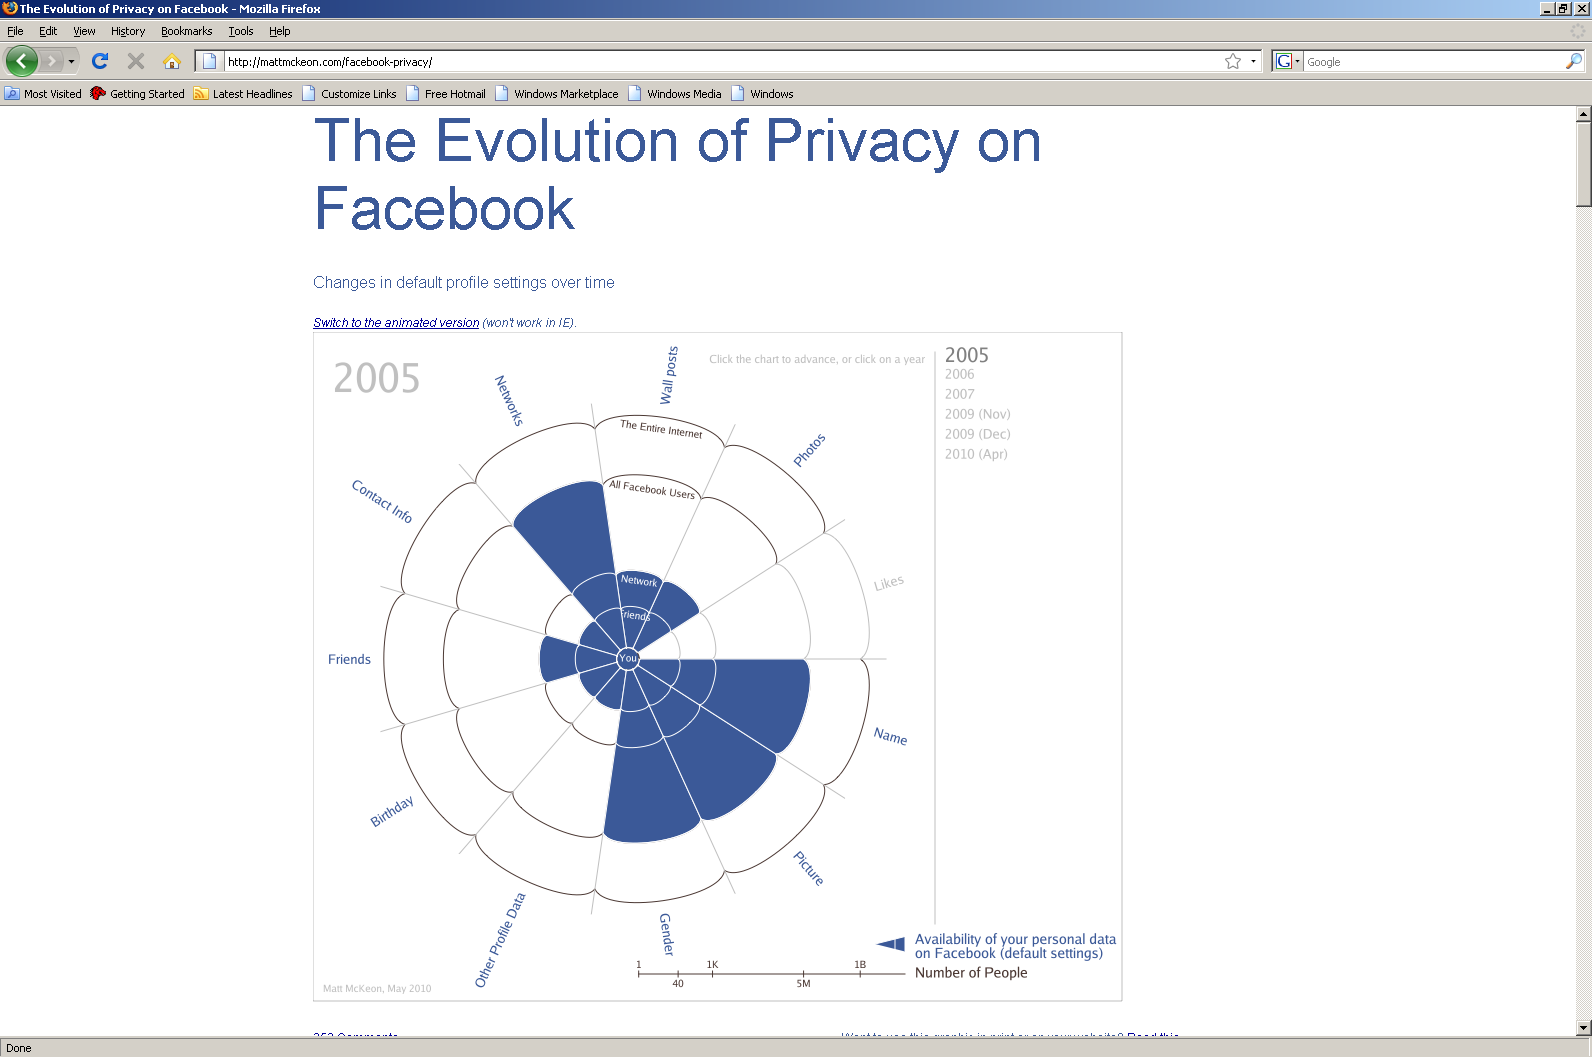 The Evolution of Privacy on Facebook - Mozilla Firefox
File Edit View History Bookmarks Tools Help
http://mattmckeon.com/facebook-privacy/
G
Google
Most Visited Getting Started Latest Headlines Customize Links Free Hotmail Windows Marketplace Windows Media Windows
The Evolution of Privacy on
Facebook
Changes in default profile settings over time
Switch to the animated version (won't work in IE).
2005
Click the chart to advance, or click on a year
2005
2006
2007
2009 (Nov)
2009 (Dec)
2010 (Apr)
Networks
Wall posts
Photos
Likes
Name
Picture
Gender
Other Profile Data
Birthday
Friends
Contact Info
The Entire Internet
All Facebook Users
Network
Friends
You
Availability of your personal data
on Facebook (default settings)
1 1K 1B
Number of People
40 5M
Matt McKeon, May 2010
Done